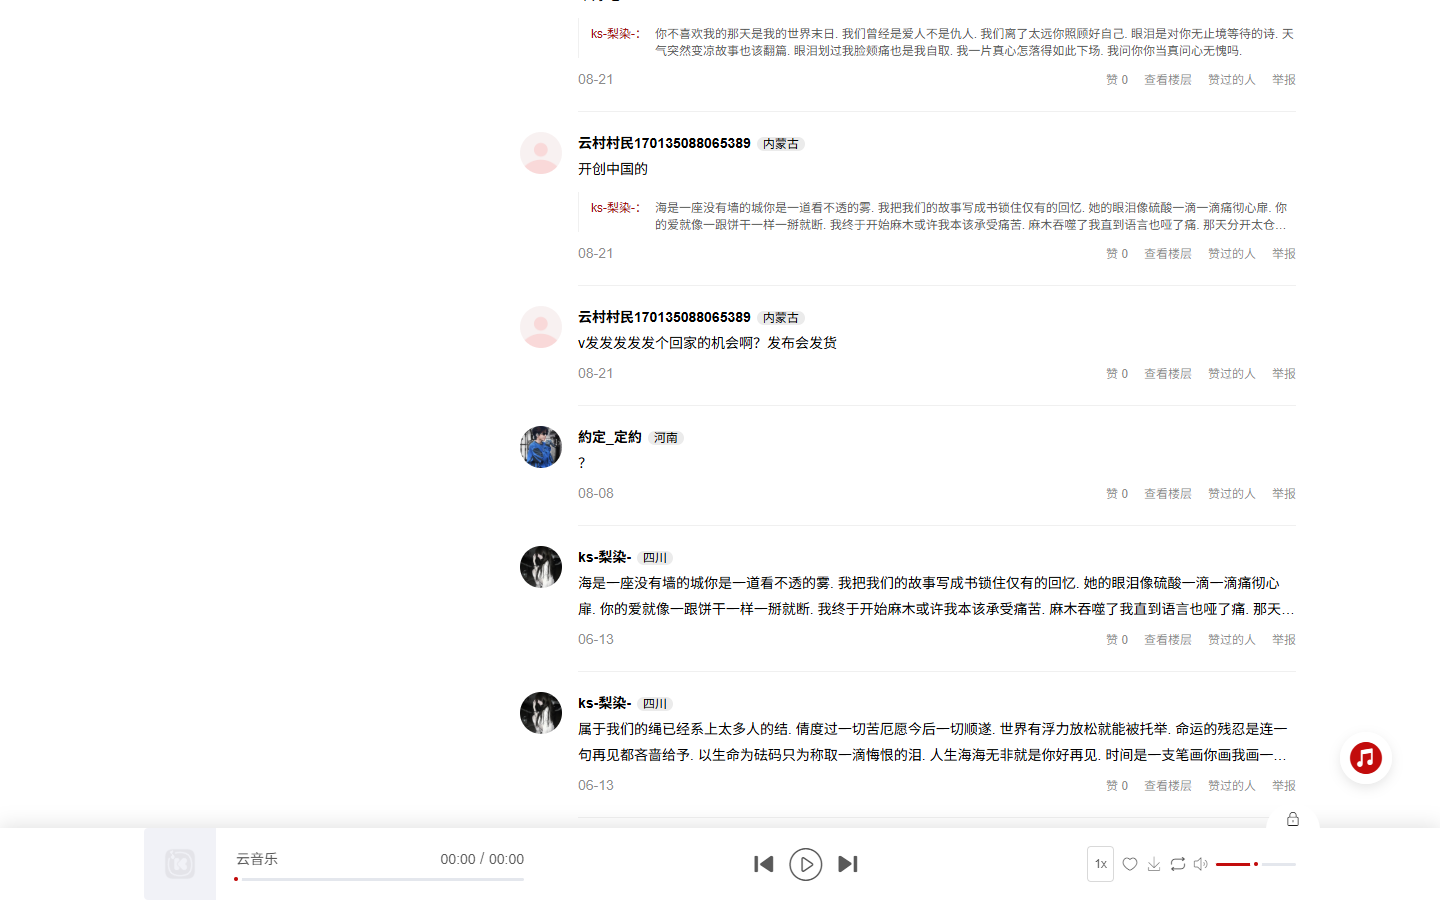 ks-梨染-： 你不喜欢我的那天是我的世界末日. 我们曾经是爱人不是仇人. 我们离了太远你照顾好自己. 眼泪是对你无止境等待的诗. 天
气突然变凉故事也该翻篇. 眼泪划过我脸颊痛也是我自取. 我一片真心怎落得如此下场. 我问你你当真问心无愧吗.
08-21 赞 0 查看楼层 赞过的人 举报
云村村民170135088065389 内蒙古
开创中国的
ks-梨染-： 海是一座没有墙的城你是一道看不透的雾. 我把我们的故事写成书锁住仅有的回忆. 她的眼泪像硫酸一滴一滴痛彻心扉. 你
的爱就像一跟饼干一样一掰就断. 我终于开始麻木或许我本该承受痛苦. 麻木吞噬了我直到语言也哑了痛. 那天分开太仓…
08-21 赞 0 查看楼层 赞过的人 举报
云村村民170135088065389 内蒙古
v发发发发发个回家的机会啊？发布会发货
08-21 赞 0 查看楼层 赞过的人 举报
約定_定約 河南
？
08-08 赞 0 查看楼层 赞过的人 举报
ks-梨染- 四川
海是一座没有墙的城你是一道看不透的雾. 我把我们的故事写成书锁住仅有的回忆. 她的眼泪像硫酸一滴一滴痛彻心
扉. 你的爱就像一跟饼干一样一掰就断. 我终于开始麻木或许我本该承受痛苦. 麻木吞噬了我直到语言也哑了痛. 那天…
06-13 赞 0 查看楼层 赞过的人 举报
ks-梨染- 四川
属于我们的绳已经系上太多人的结. 倩度过一切苦厄愿今后一切顺遂. 世界有浮力放松就能被托举. 命运的残忍是连一
句再见都吝啬给予. 以生命为砝码只为称取一滴悔恨的泪. 人生海海无非就是你好再见. 时间是一支笔画你画我画一…
06-13 赞 0 查看楼层 赞过的人 举报
云音乐 00:00 / 00:00 1x